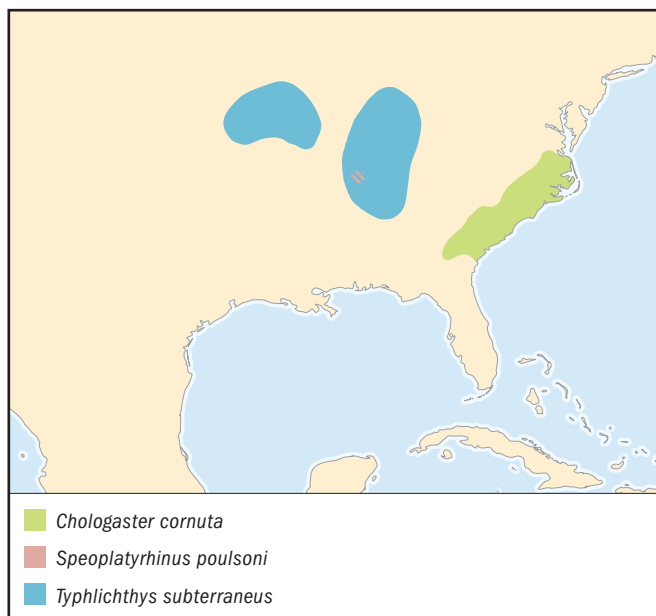 Chologaster cornuta
Speoplatyrhinus poulsoni
Typhlichthys subterraneus